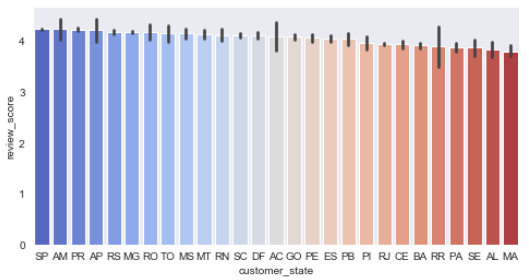 4
3
2
1
0
review_score
SP AM PR AP RS MG RO TO MS MT RN SC DF AC GO PE ES PB PI RJ CE BA RR PA SE AL MA
customer_state